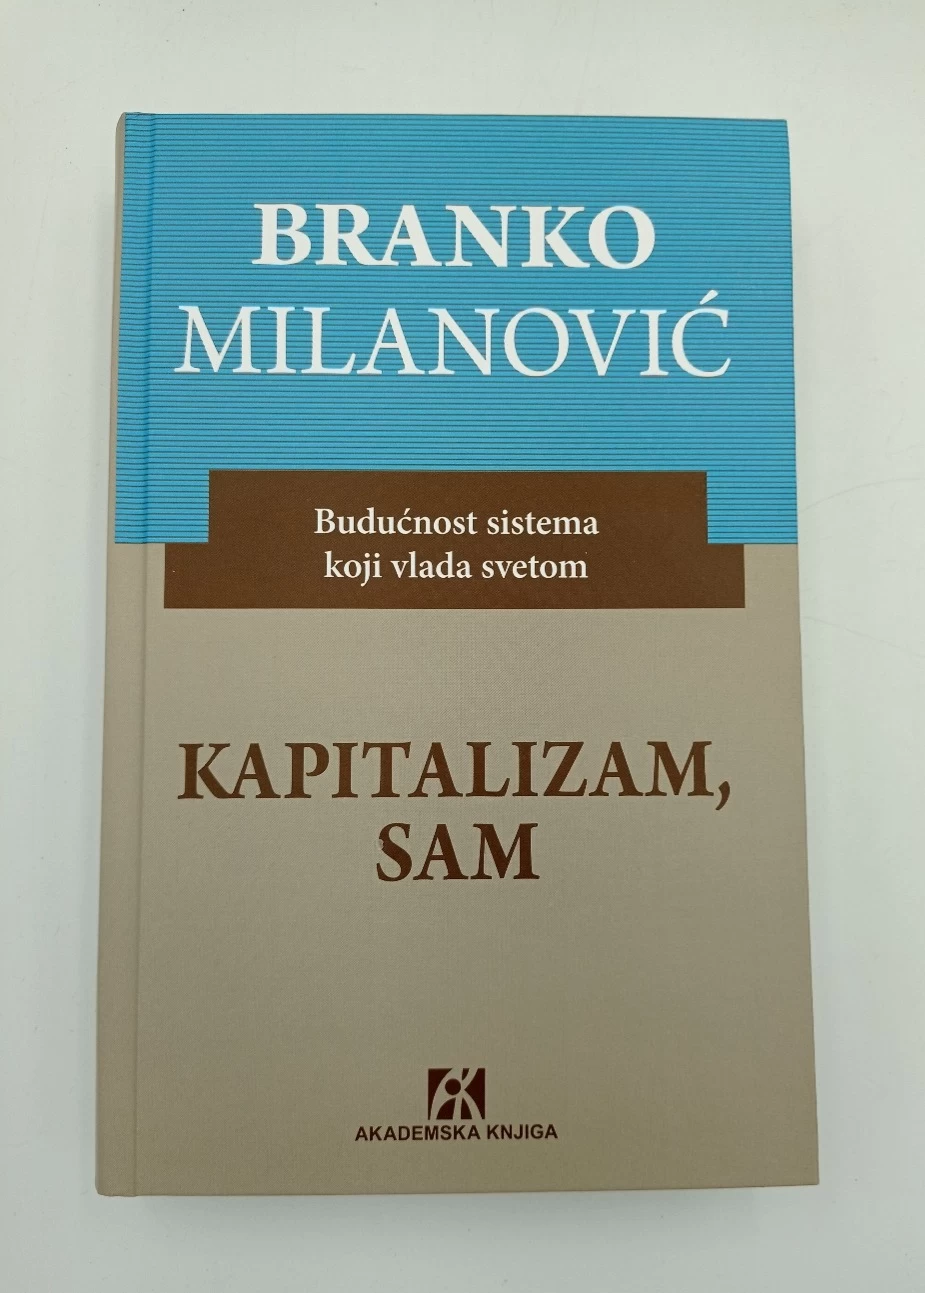 BRANKO
MILANOVIĆ
Budućnost sistema
koji vlada svetom
KAPITALIZAM,
SAM
AKADEMSKA KNJIGA